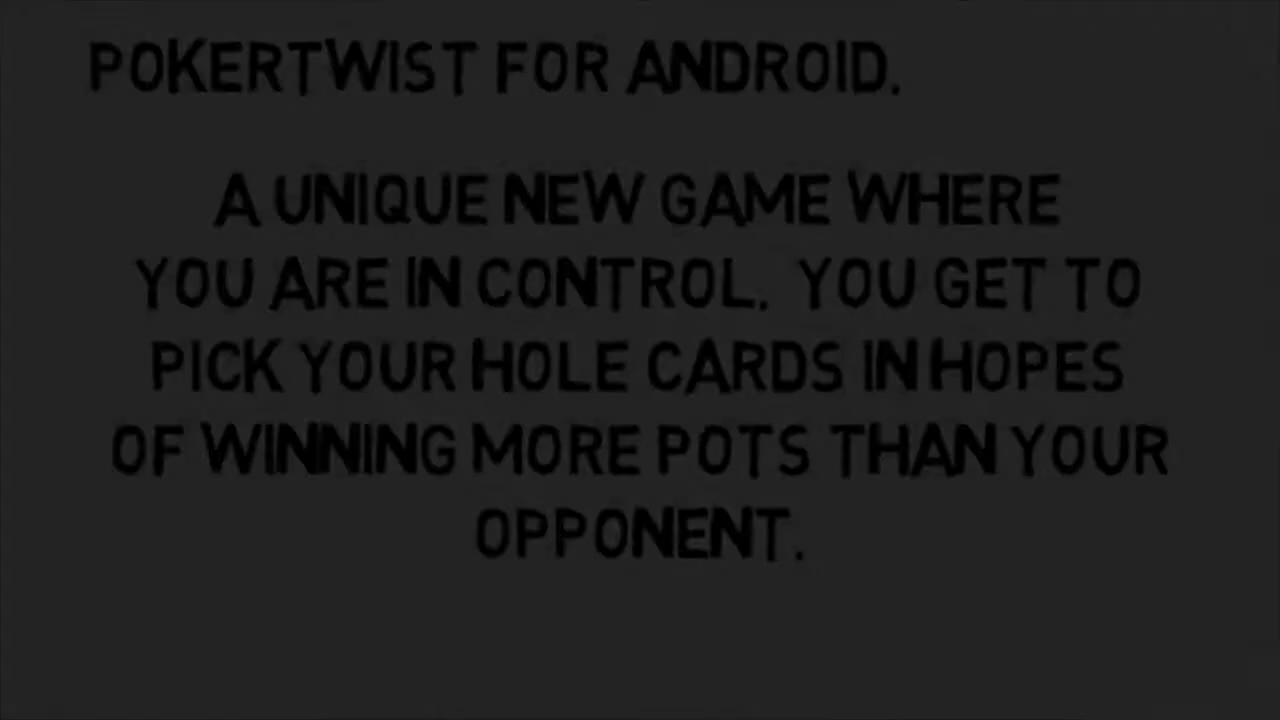 POKERTWIST FOR ANDROID.
A UNIQUE NEW GAME WHERE
YOU ARE IN CONTROL. YOU GET TO
PICK YOUR HOLE CARDS IN HOPES
OF WINNING MORE POTS THAN YOUR
OPPONENT.